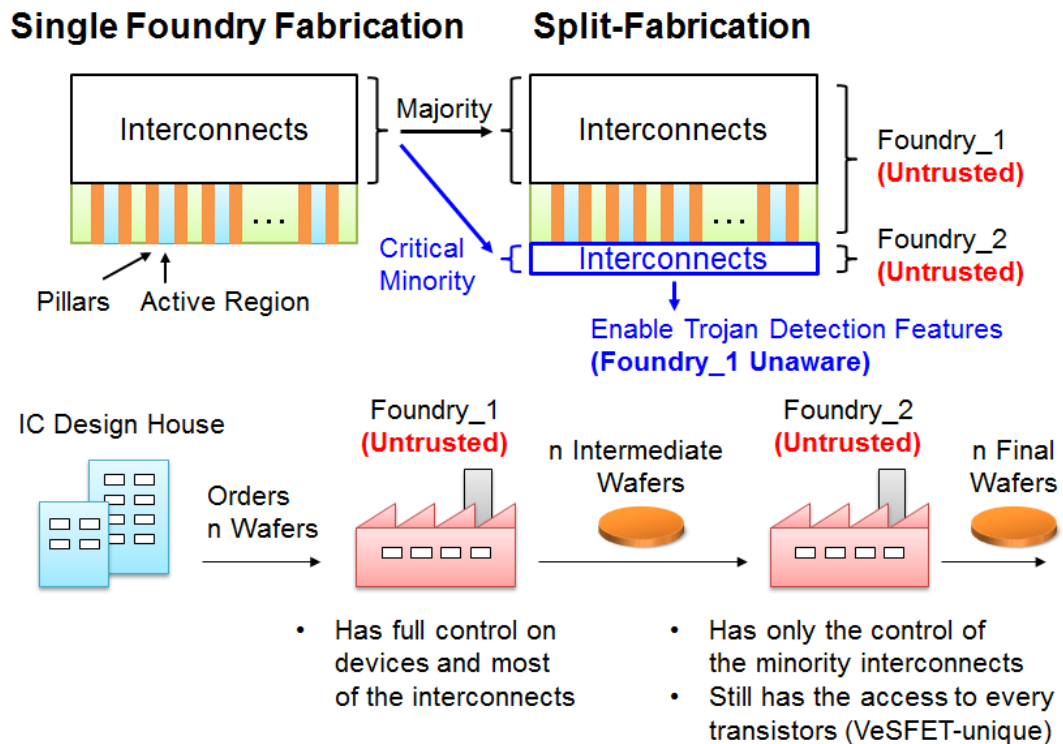 Single Foundry Fabrication
Split-Fabrication
Interconnects
Majority
Interconnects
Foundry_1
(Untrusted)
...
...
Critical
Minority
Interconnects
Foundry_2
(Untrusted)
Pillars
Active Region
Enable Trojan Detection Features
(Foundry_1 Unaware)
IC Design House
Orders
n Wafers
Foundry_1
(Untrusted)
n Intermediate
Wafers
Foundry_2
(Untrusted)
n Final
Wafers
• Has full control on
devices and most
of the interconnects
• Has only the control of
the minority interconnects
• Still has the access to every
transistors (VeSFET-unique)